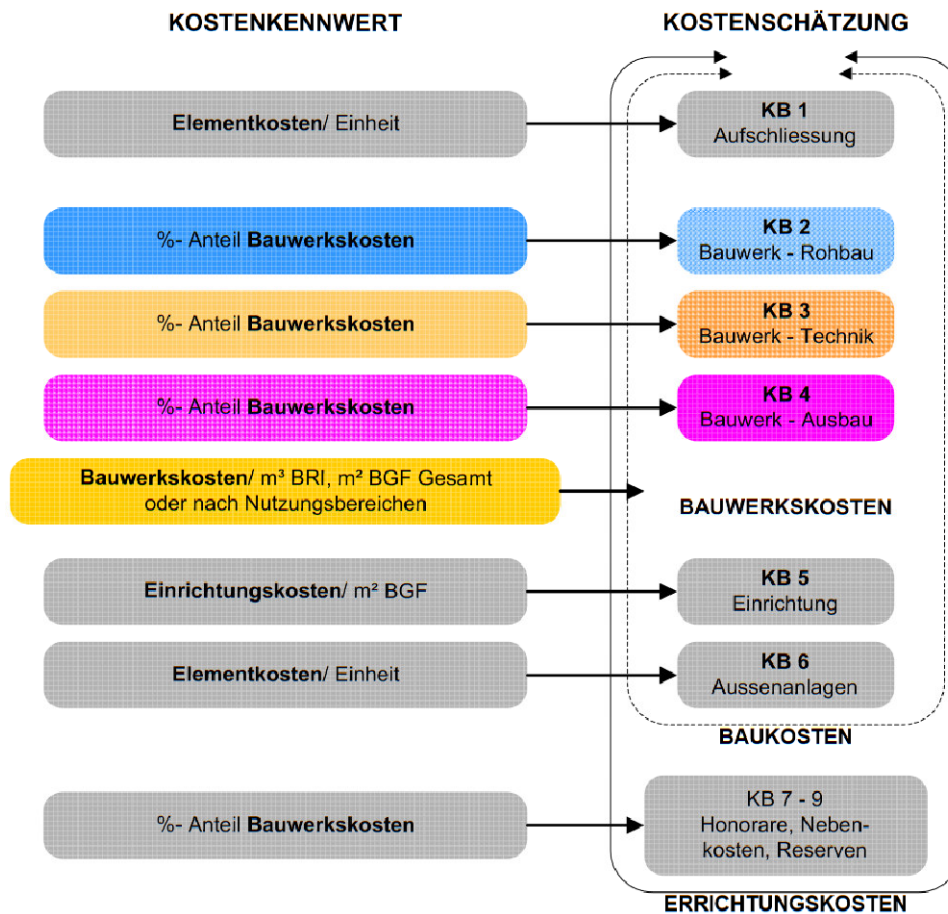 KOSTENKENNWERT
KOSTENSCHÄTZUNG
Elementkosten/ Einheit
KB 1
Aufschliessung
%- Anteil Bauwerkskosten
KB 2
Bauwerk - Rohbau
%- Anteil Bauwerkskosten
KB 3
Bauwerk - Technik
%- Anteil Bauwerkskosten
KB 4
Bauwerk - Ausbau
Bauwerkskosten/ m³ BRI, m² BGF Gesamt
oder nach Nutzungsbereichen
BAUWERKSKOSTEN
Einrichtungskosten/ m² BGF
KB 5
Einrichtung
Elementkosten/ Einheit
KB 6
Aussenanlagen
BAUKOSTEN
%- Anteil Bauwerkskosten
KB 7 - 9
Honorare, Neben-
kosten, Reserven
ERRICHTUNGSKOSTEN